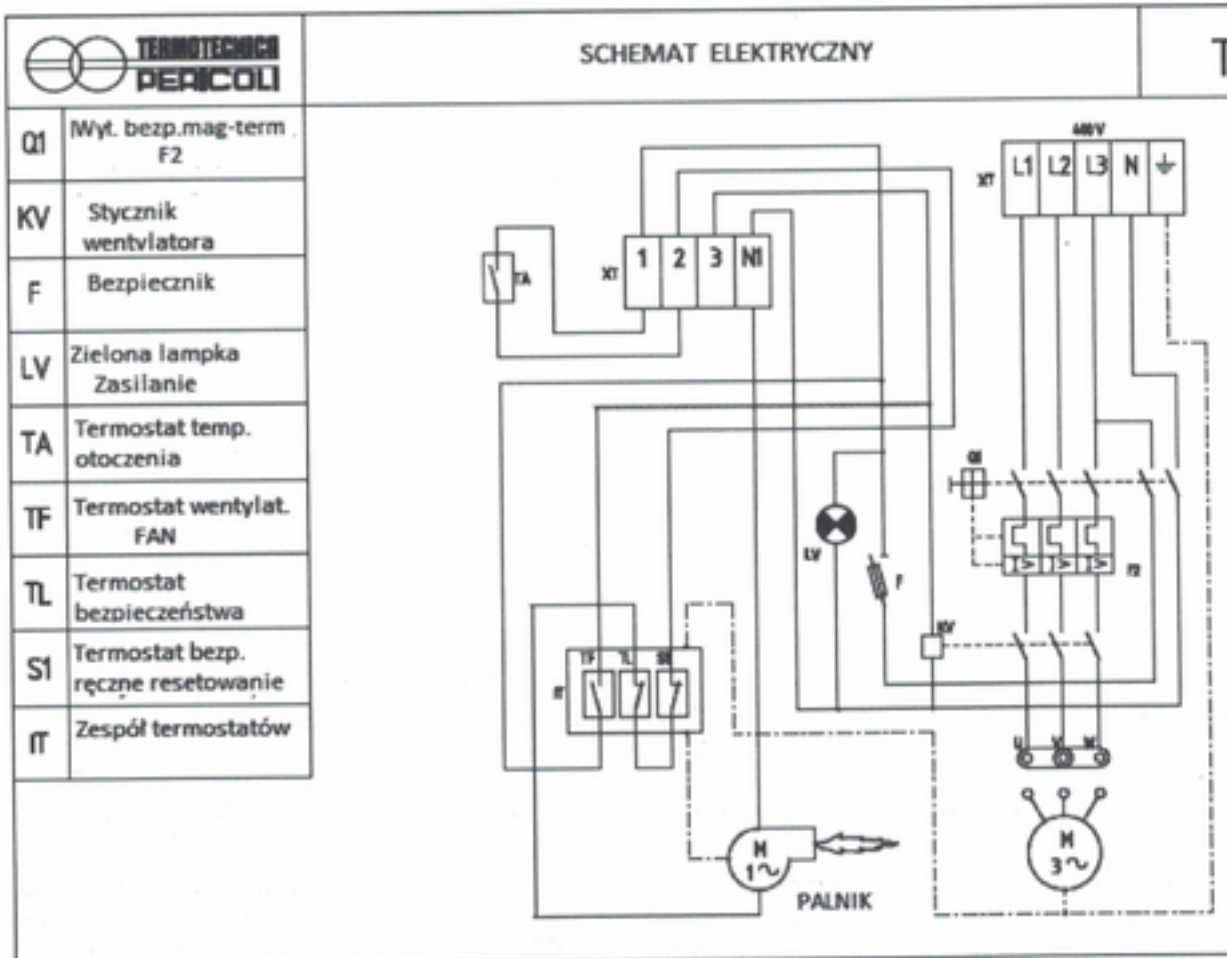 TERMOTECNICA
PERICOLI
SCHEMAT ELEKTRYCZNY
T
Q1 Wył. bezp.mag-term
F2
KV Stycznik
wentylatora
F Bezpiecznik
LV Zielona lampka
Zasilanie
TA Termostat temp.
otoczenia
TF Termostat wentylat.
FAN
TL Termostat
bezpieczeństwa
S1 Termostat bezp.
ręczne resetowanie
IT Zespół termostatów
400V
XT L1 L2 L3 N
XT 1 2 3 N1
TA
Q1
LV
F
F2
KV
TF TL S1
IT
U V W
M
1~
M
3~
PALNIK